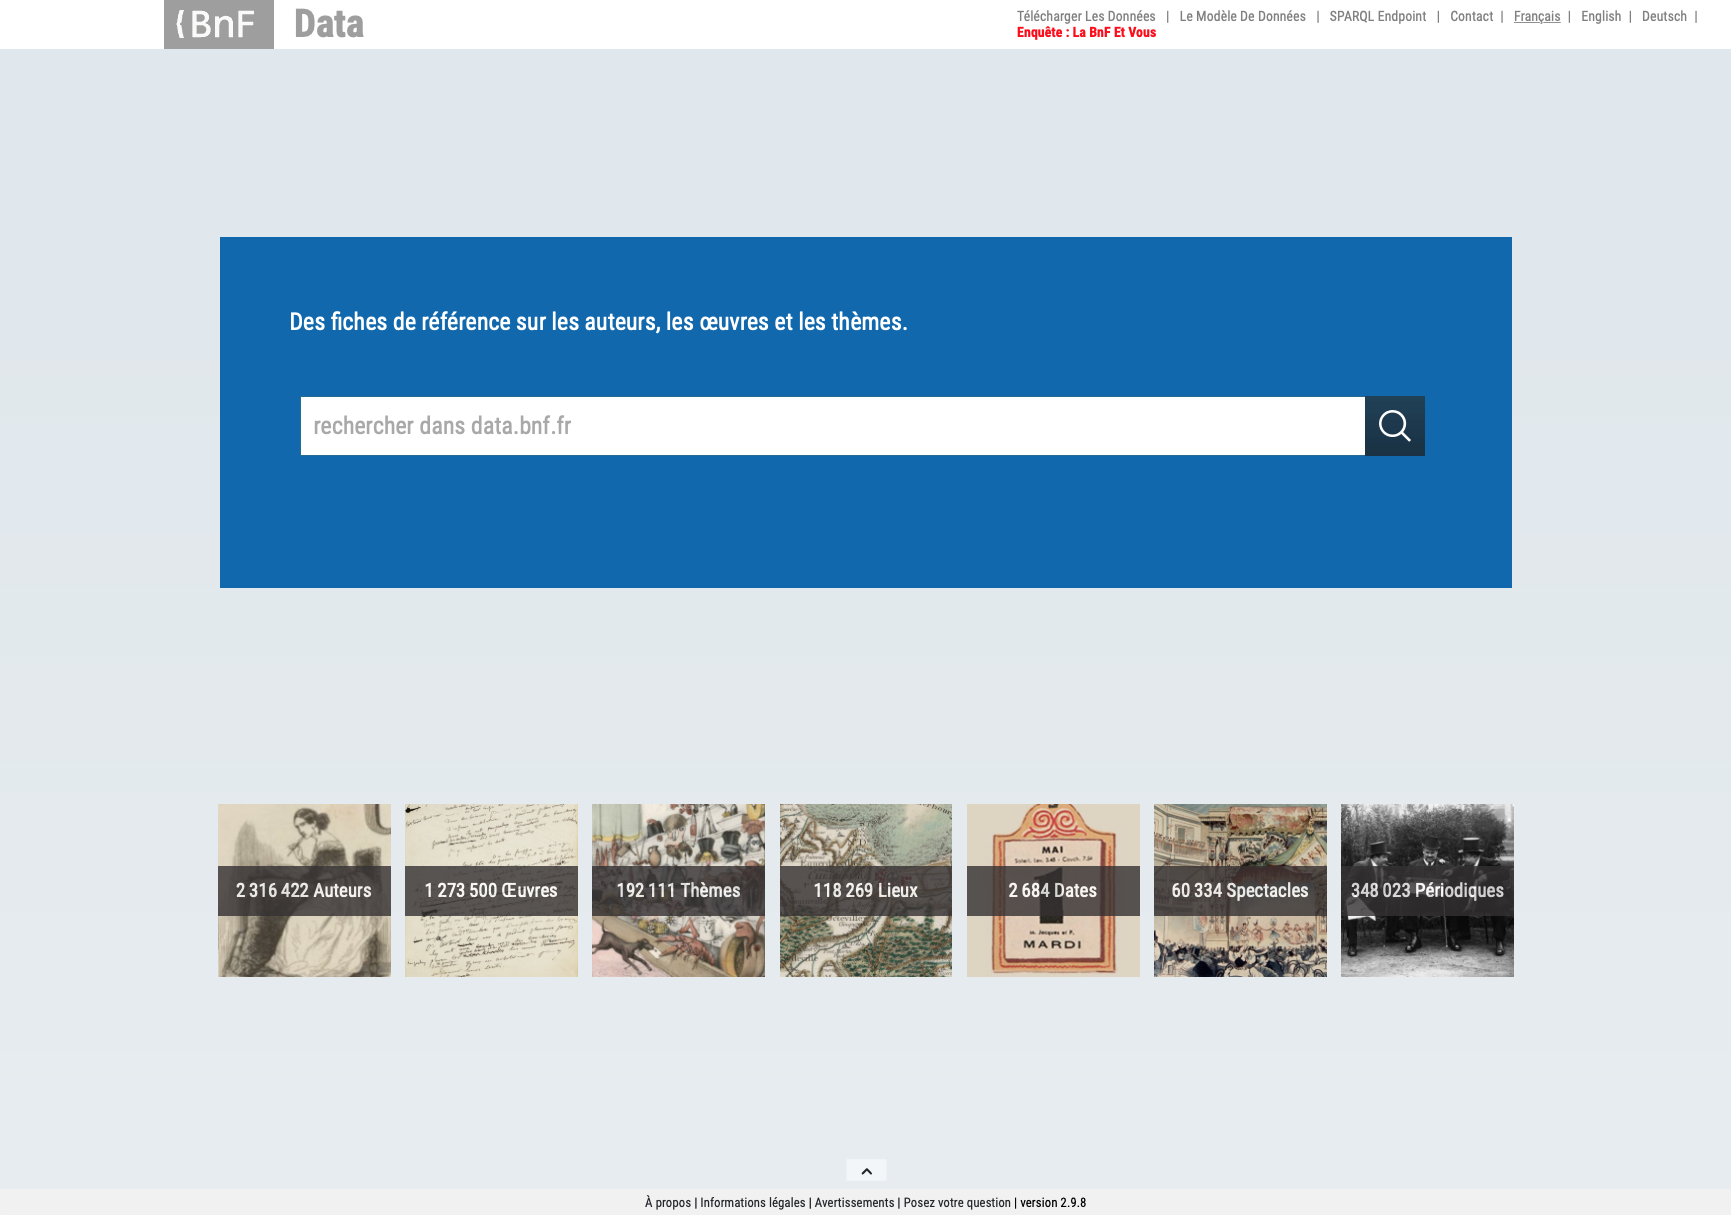 BnF Data
Télécharger Les Données | Le Modèle De Données | SPARQL Endpoint | Contact | Français | English | Deutsch |
Enquête : La BnF Et Vous
Des fiches de référence sur les auteurs, les œuvres et les thèmes.
rechercher dans data.bnf.fr
MAI
2 316 422 Auteurs
1 273 500 Œuvres
192 111 Thèmes
118 269 Lieux
2 684 Dates
60 334 Spectacles
348 023 Périodiques
MARDI
À propos | Informations légales | Avertissements | Posez votre question | version 2.9.8